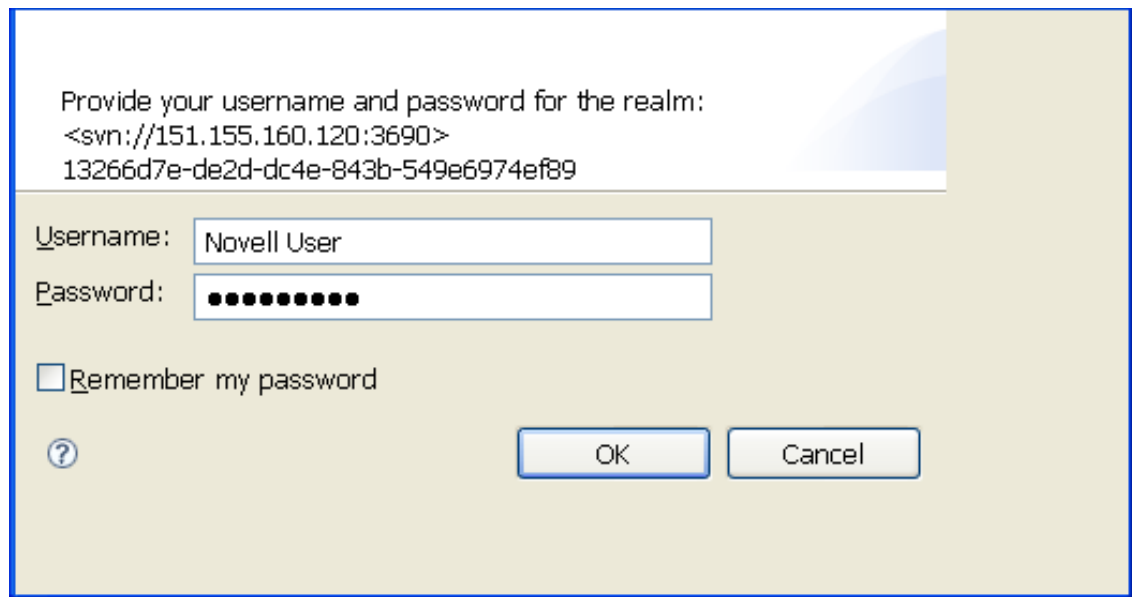 Provide your username and password for the realm:
<svn://151.155.160.120:3690>
13266d7e-de2d-dc4e-843b-549e6974ef89
Username: Novell User
Password: ●●●●●●●●●
Remember my password
?
OK Cancel